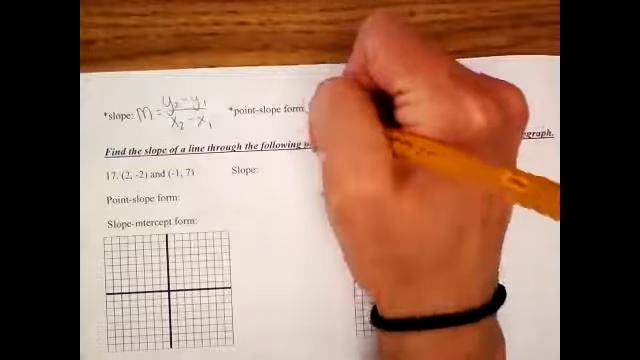 *slope: m = y₂ - y₁ / x₂ - x₁ *point-slope form
Find the slope of a line through the following graph.
17. (2, -2) and (-1, 7) Slope:
Point-slope form:
Slope-intercept form: